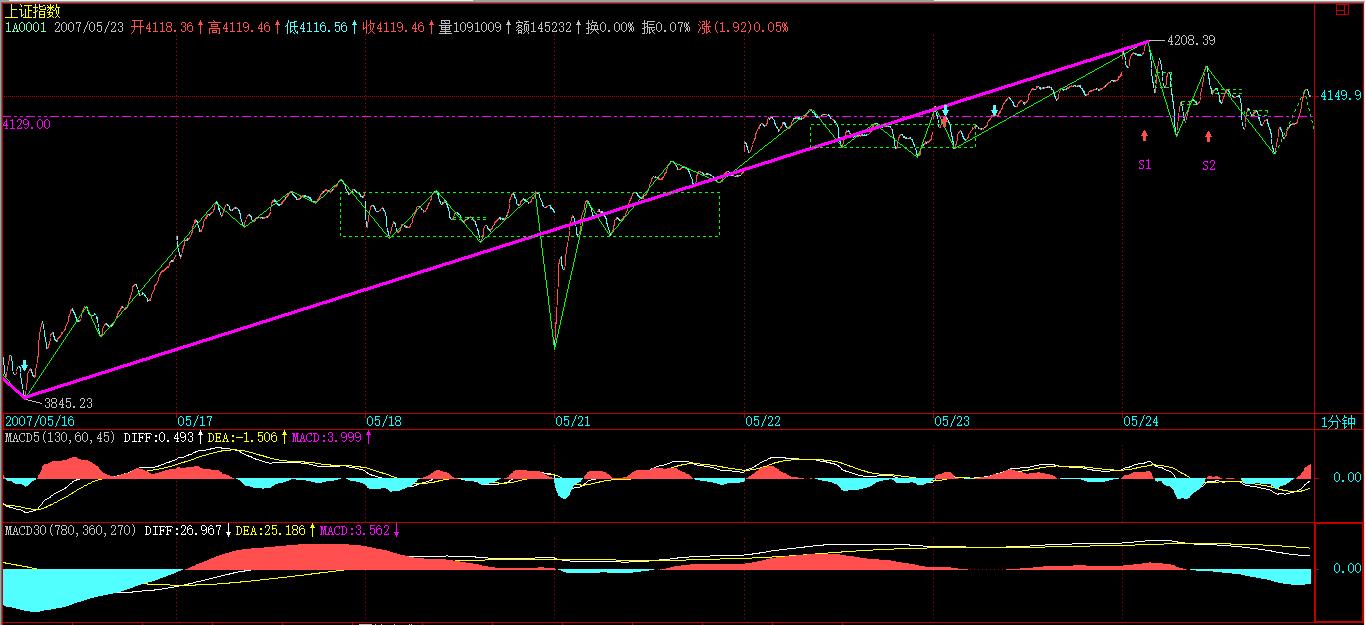 上证指数
1A0001 2007/05/23 开4118.36↑高4119.46↑低4116.56↑收4119.46↑量1091009↑额145232↑换0.00% 振0.07% 涨(1.92)0.05%
4208.39
4149.9
4129.00
S1 S2
3845.23
2007/05/16 05/17 05/18 05/21 05/22 05/23 05/24 1分钟
MACD5(130,60,45) DIFF:0.493↑DEA:-1.506↑MACD:3.999↑
0.00
MACD30(780,360,270) DIFF:26.967↓DEA:25.186↑MACD:3.562↓
0.00